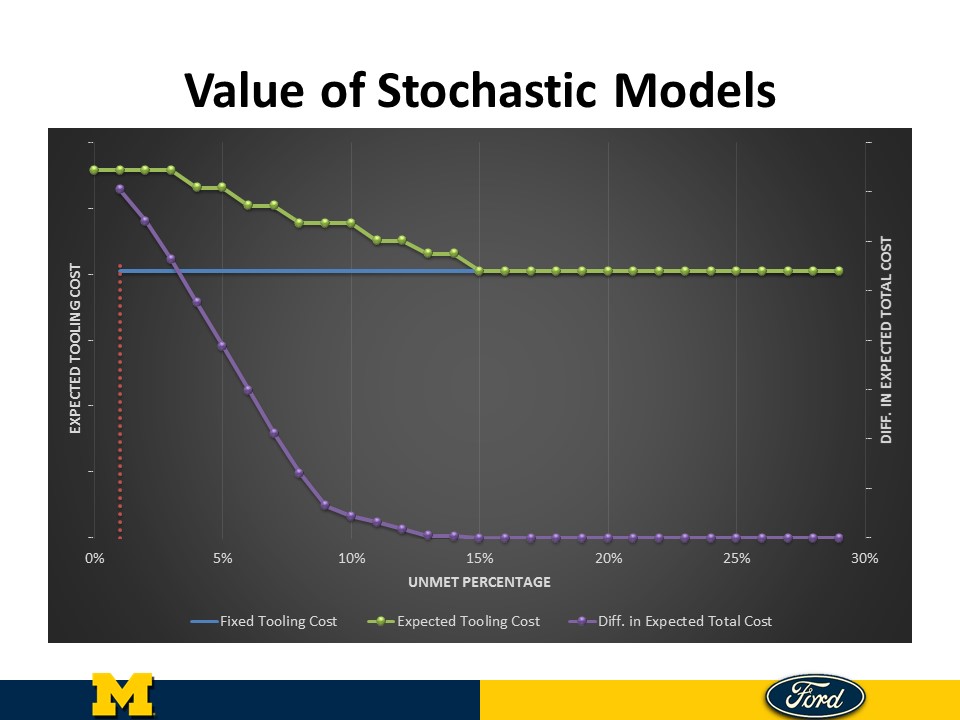 Value of Stochastic Models
EXPECTED TOOLING COST
DIFF. IN EXPECTED TOTAL COST
0% 5% 10% 15% 20% 25% 30%
UNMET PERCENTAGE
Fixed Tooling Cost Expected Tooling Cost Diff. in Expected Total Cost
M Ford